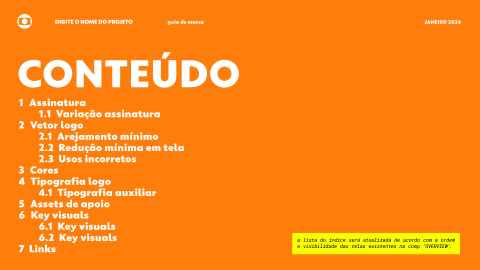 DIGITE O NOME DO PROJETO
guia de marca
JANEIRO 2024
CONTEÚDO
1 Assinatura
1.1 Variação assinatura
2 Vetor logo
2.1 Arejamento mínimo
2.2 Redução mínima em tela
2.3 Usos incorretos
3 Cores
4 Tipografia logo
4.1 Tipografia auxiliar
5 Assets de apoio
6 Key visuals
6.1 Key visuals
6.2 Key visuals
7 Links
a lista do índice será atualizada de acordo com a ordem
e visibilidade das telas existentes na comp 'OVERVIEW'.